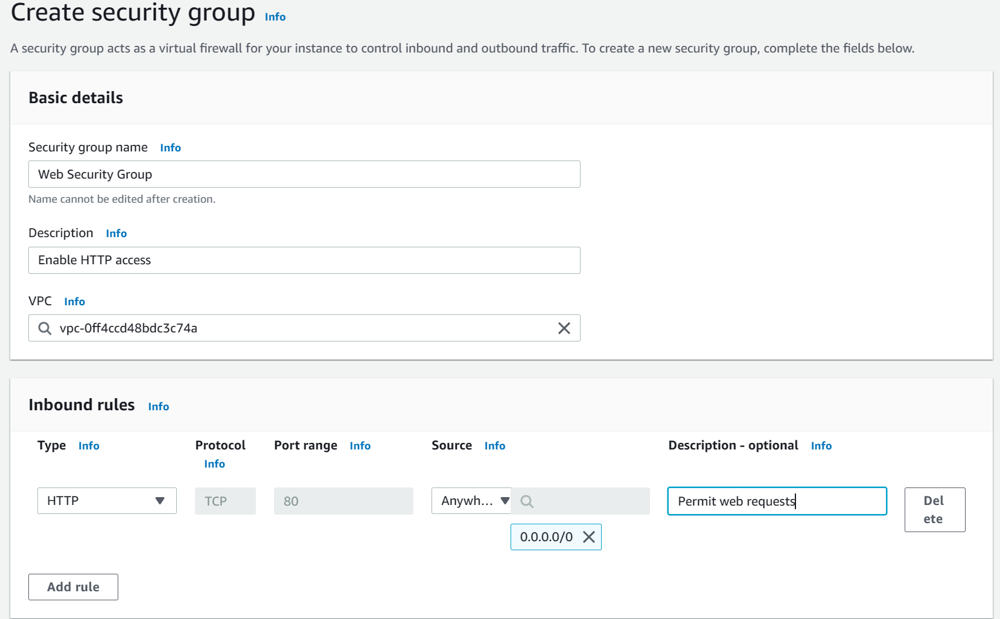 Create security group Info
A security group acts as a virtual firewall for your instance to control inbound and outbound traffic. To create a new security group, complete the fields below.
Basic details
Security group name Info
Web Security Group
Name cannot be edited after creation.
Description Info
Enable HTTP access
VPC Info
vpc-0ff4ccd48bdc3c74a
Inbound rules Info
Type Info
Protocol
Info
Port range Info
Source Info
Description - optional Info
HTTP
TCP
80
Anywh...
0.0.0.0/0
Permit web requests
Del
ete
Add rule